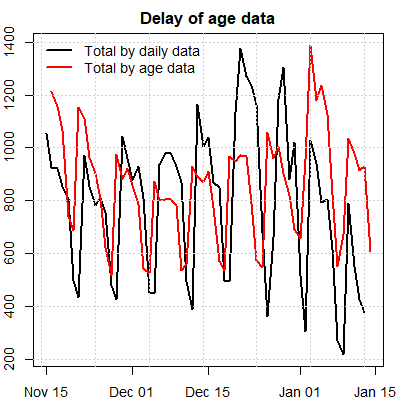 Delay of age data
Total by daily data
Total by age data
1400
1200
1000
800
600
400
200
Nov 15
Dec 01
Dec 15
Jan 01
Jan 15